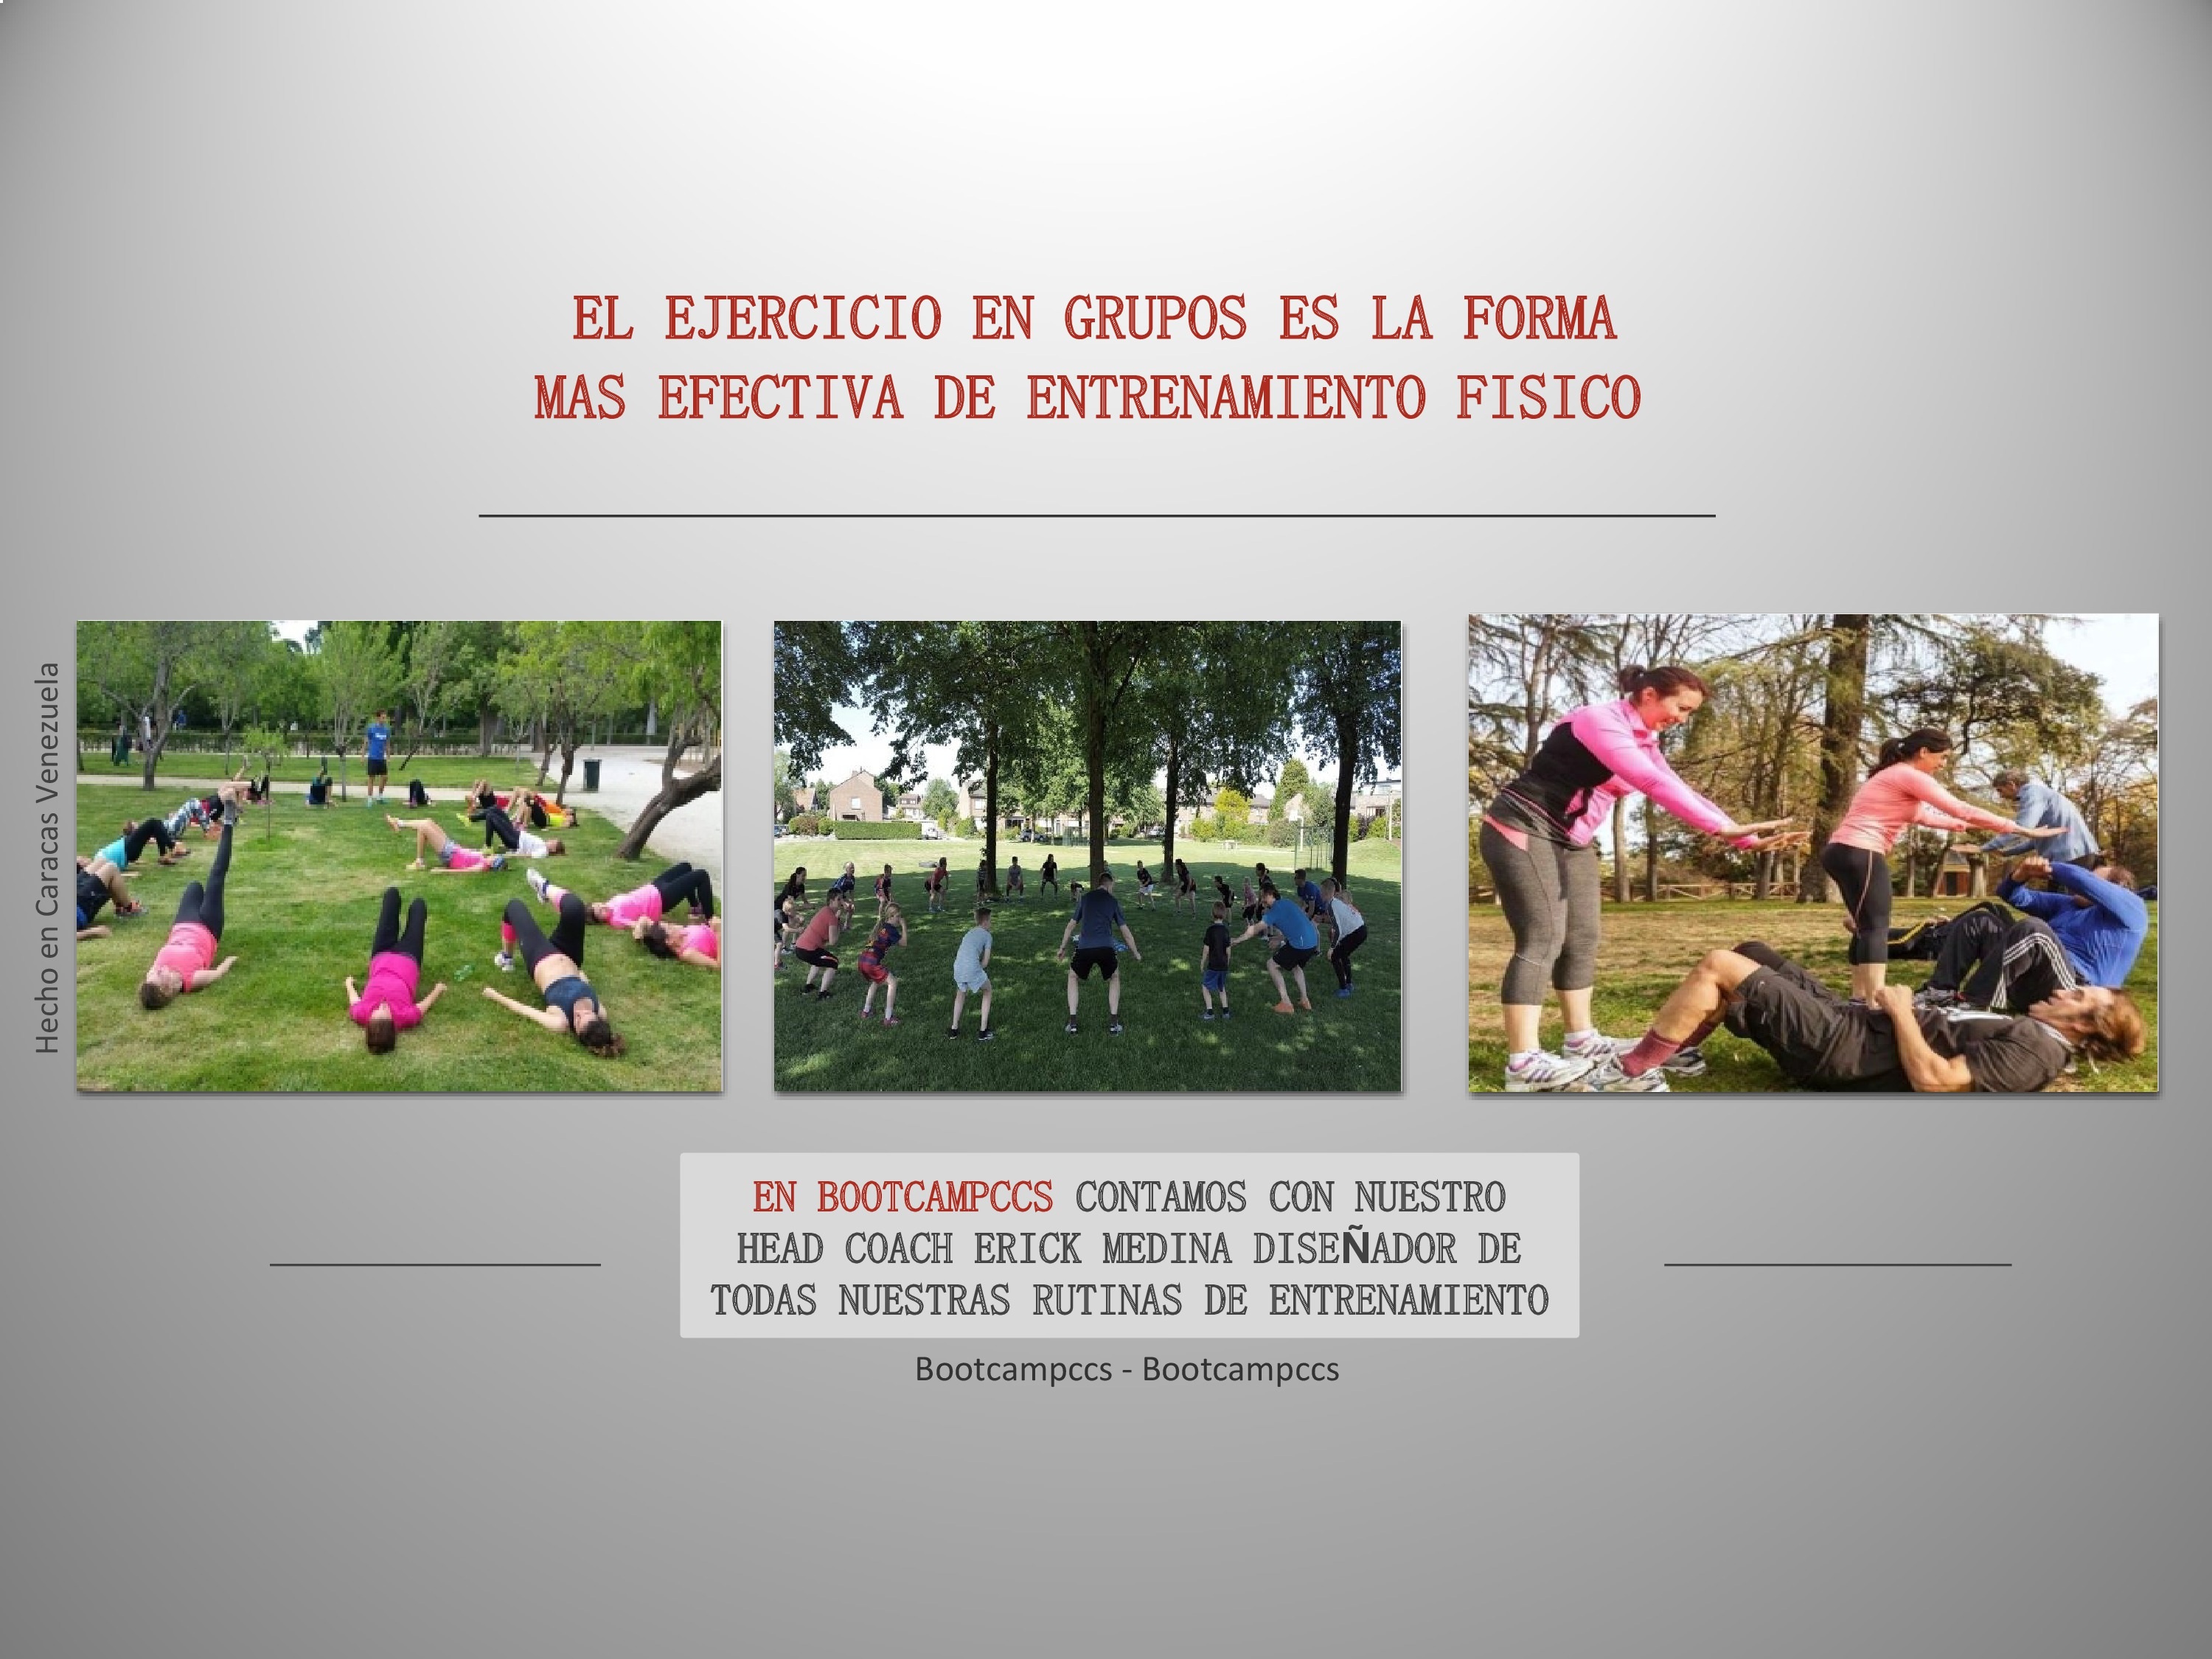 EL EJERCICIO EN GRUPOS ES LA FORMA
MAS EFECTIVA DE ENTRENAMIENTO FISICO
Hecho en Caracas Venezuela
EN BOOTCAMPCCS CONTAMOS CON NUESTRO
HEAD COACH ERICK MEDINA DISEÑADOR DE
TODAS NUESTRAS RUTINAS DE ENTRENAMIENTO
Bootcampccs - Bootcampccs